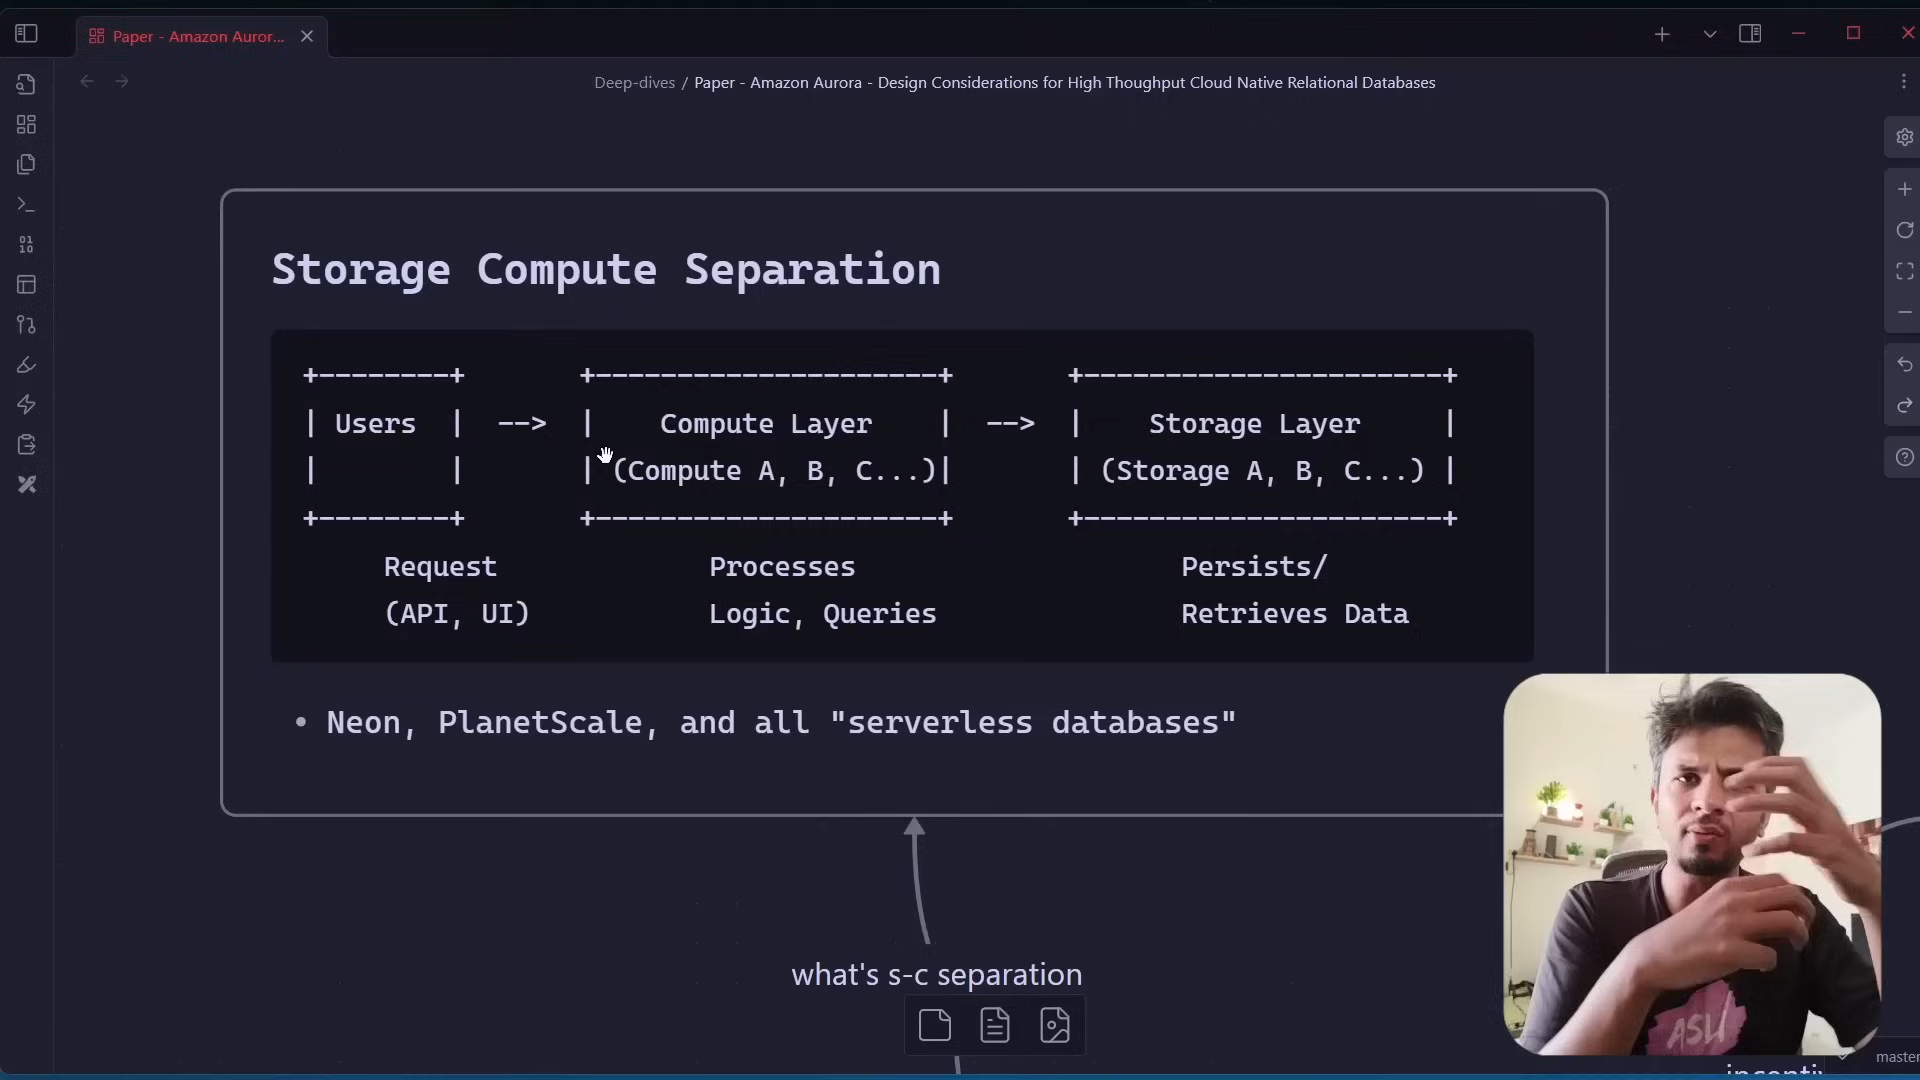 Paper - Amazon Auror...
Deep-dives / Paper - Amazon Aurora - Design Considerations for High Thoughput Cloud Native Relational Databases
Storage Compute Separation
+--------+ +---------------------+ +----------------------+
| Users | --> | Compute Layer | --> | Storage Layer |
| | | (Compute A, B, C...)| | (Storage A, B, C...) |
+--------+ +---------------------+ +----------------------+
Request Processes Persists/
(API, UI) Logic, Queries Retrieves Data
• Neon, PlanetScale, and all "serverless databases"
what's s-c separation
ASU
master